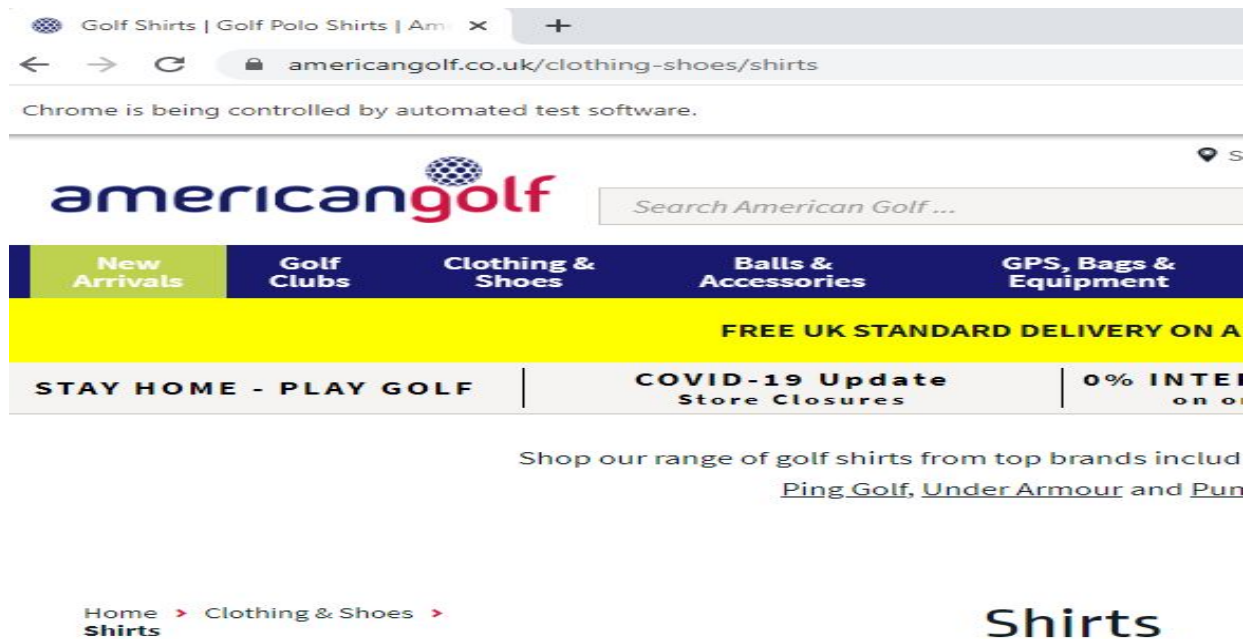 Golf Shirts | Golf Polo Shirts | Am
americangolf.co.uk/clothing-shoes/shirts
Chrome is being controlled by automated test software.
S
americangolf
Search American Golf ...
New Arrivals
Golf Clubs
Clothing & Shoes
Balls & Accessories
GPS, Bags & Equipment
FREE UK STANDARD DELIVERY ON A
STAY HOME - PLAY GOLF
COVID-19 Update
Store Closures
0% INTE
on o
Shop our range of golf shirts from top brands includ
Ping Golf, Under Armour and Pu
Home > Clothing & Shoes >
Shirts
Shirts